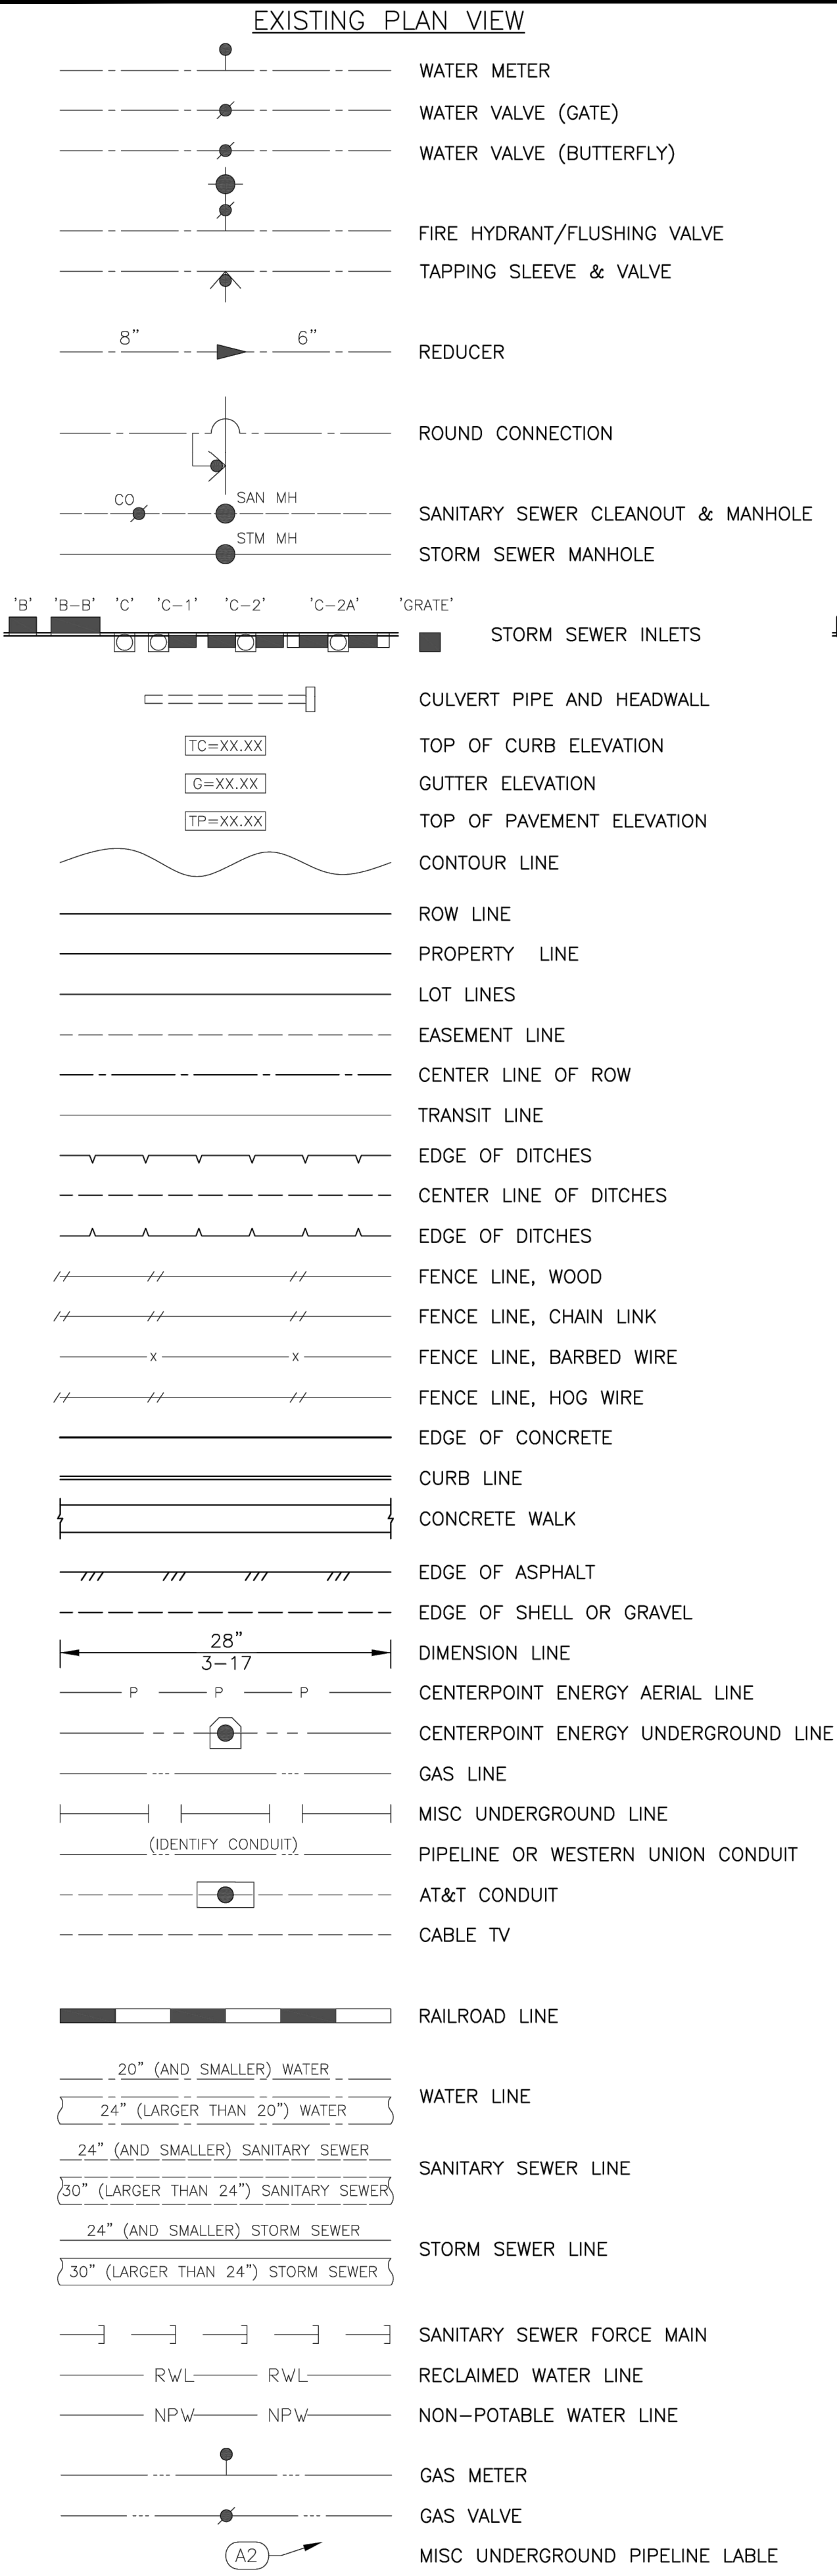 EXISTING PLAN VIEW
WATER METER
WATER VALVE (GATE)
WATER VALVE (BUTTERFLY)
FIRE HYDRANT/FLUSHING VALVE
TAPPING SLEEVE & VALVE
8" 6" REDUCER
ROUND CONNECTION
CO SAN MH SANITARY SEWER CLEANOUT & MANHOLE
STM MH STORM SEWER MANHOLE
'B' 'B-B' 'C' 'C-1' 'C-2' 'C-2A' 'GRATE'
STORM SEWER INLETS
CULVERT PIPE AND HEADWALL
TC=XX.XX TOP OF CURB ELEVATION
G=XX.XX GUTTER ELEVATION
TP=XX.XX TOP OF PAVEMENT ELEVATION
CONTOUR LINE
ROW LINE
PROPERTY LINE
LOT LINES
EASEMENT LINE
CENTER LINE OF ROW
TRANSIT LINE
EDGE OF DITCHES
CENTER LINE OF DITCHES
EDGE OF DITCHES
FENCE LINE, WOOD
FENCE LINE, CHAIN LINK
X X FENCE LINE, BARBED WIRE
FENCE LINE, HOG WIRE
EDGE OF CONCRETE
CURB LINE
CONCRETE WALK
EDGE OF ASPHALT
EDGE OF SHELL OR GRAVEL
28"
3-17
DIMENSION LINE
P P P CENTERPOINT ENERGY AERIAL LINE
CENTERPOINT ENERGY UNDERGROUND LINE
GAS LINE
MISC UNDERGROUND LINE
(IDENTIFY CONDUIT)
PIPELINE OR WESTERN UNION CONDUIT
AT&T CONDUIT
CABLE TV
RAILROAD LINE
20" (AND SMALLER) WATER
24" (LARGER THAN 20") WATER
WATER LINE
24" (AND SMALLER) SANITARY SEWER
30" (LARGER THAN 24") SANITARY SEWER
SANITARY SEWER LINE
24" (AND SMALLER) STORM SEWER
30" (LARGER THAN 24") STORM SEWER
STORM SEWER LINE
SANITARY SEWER FORCE MAIN
RWL RWL RECLAIMED WATER LINE
NPW NPW NON-POTABLE WATER LINE
GAS METER
GAS VALVE
A2 MISC UNDERGROUND PIPELINE LABLE